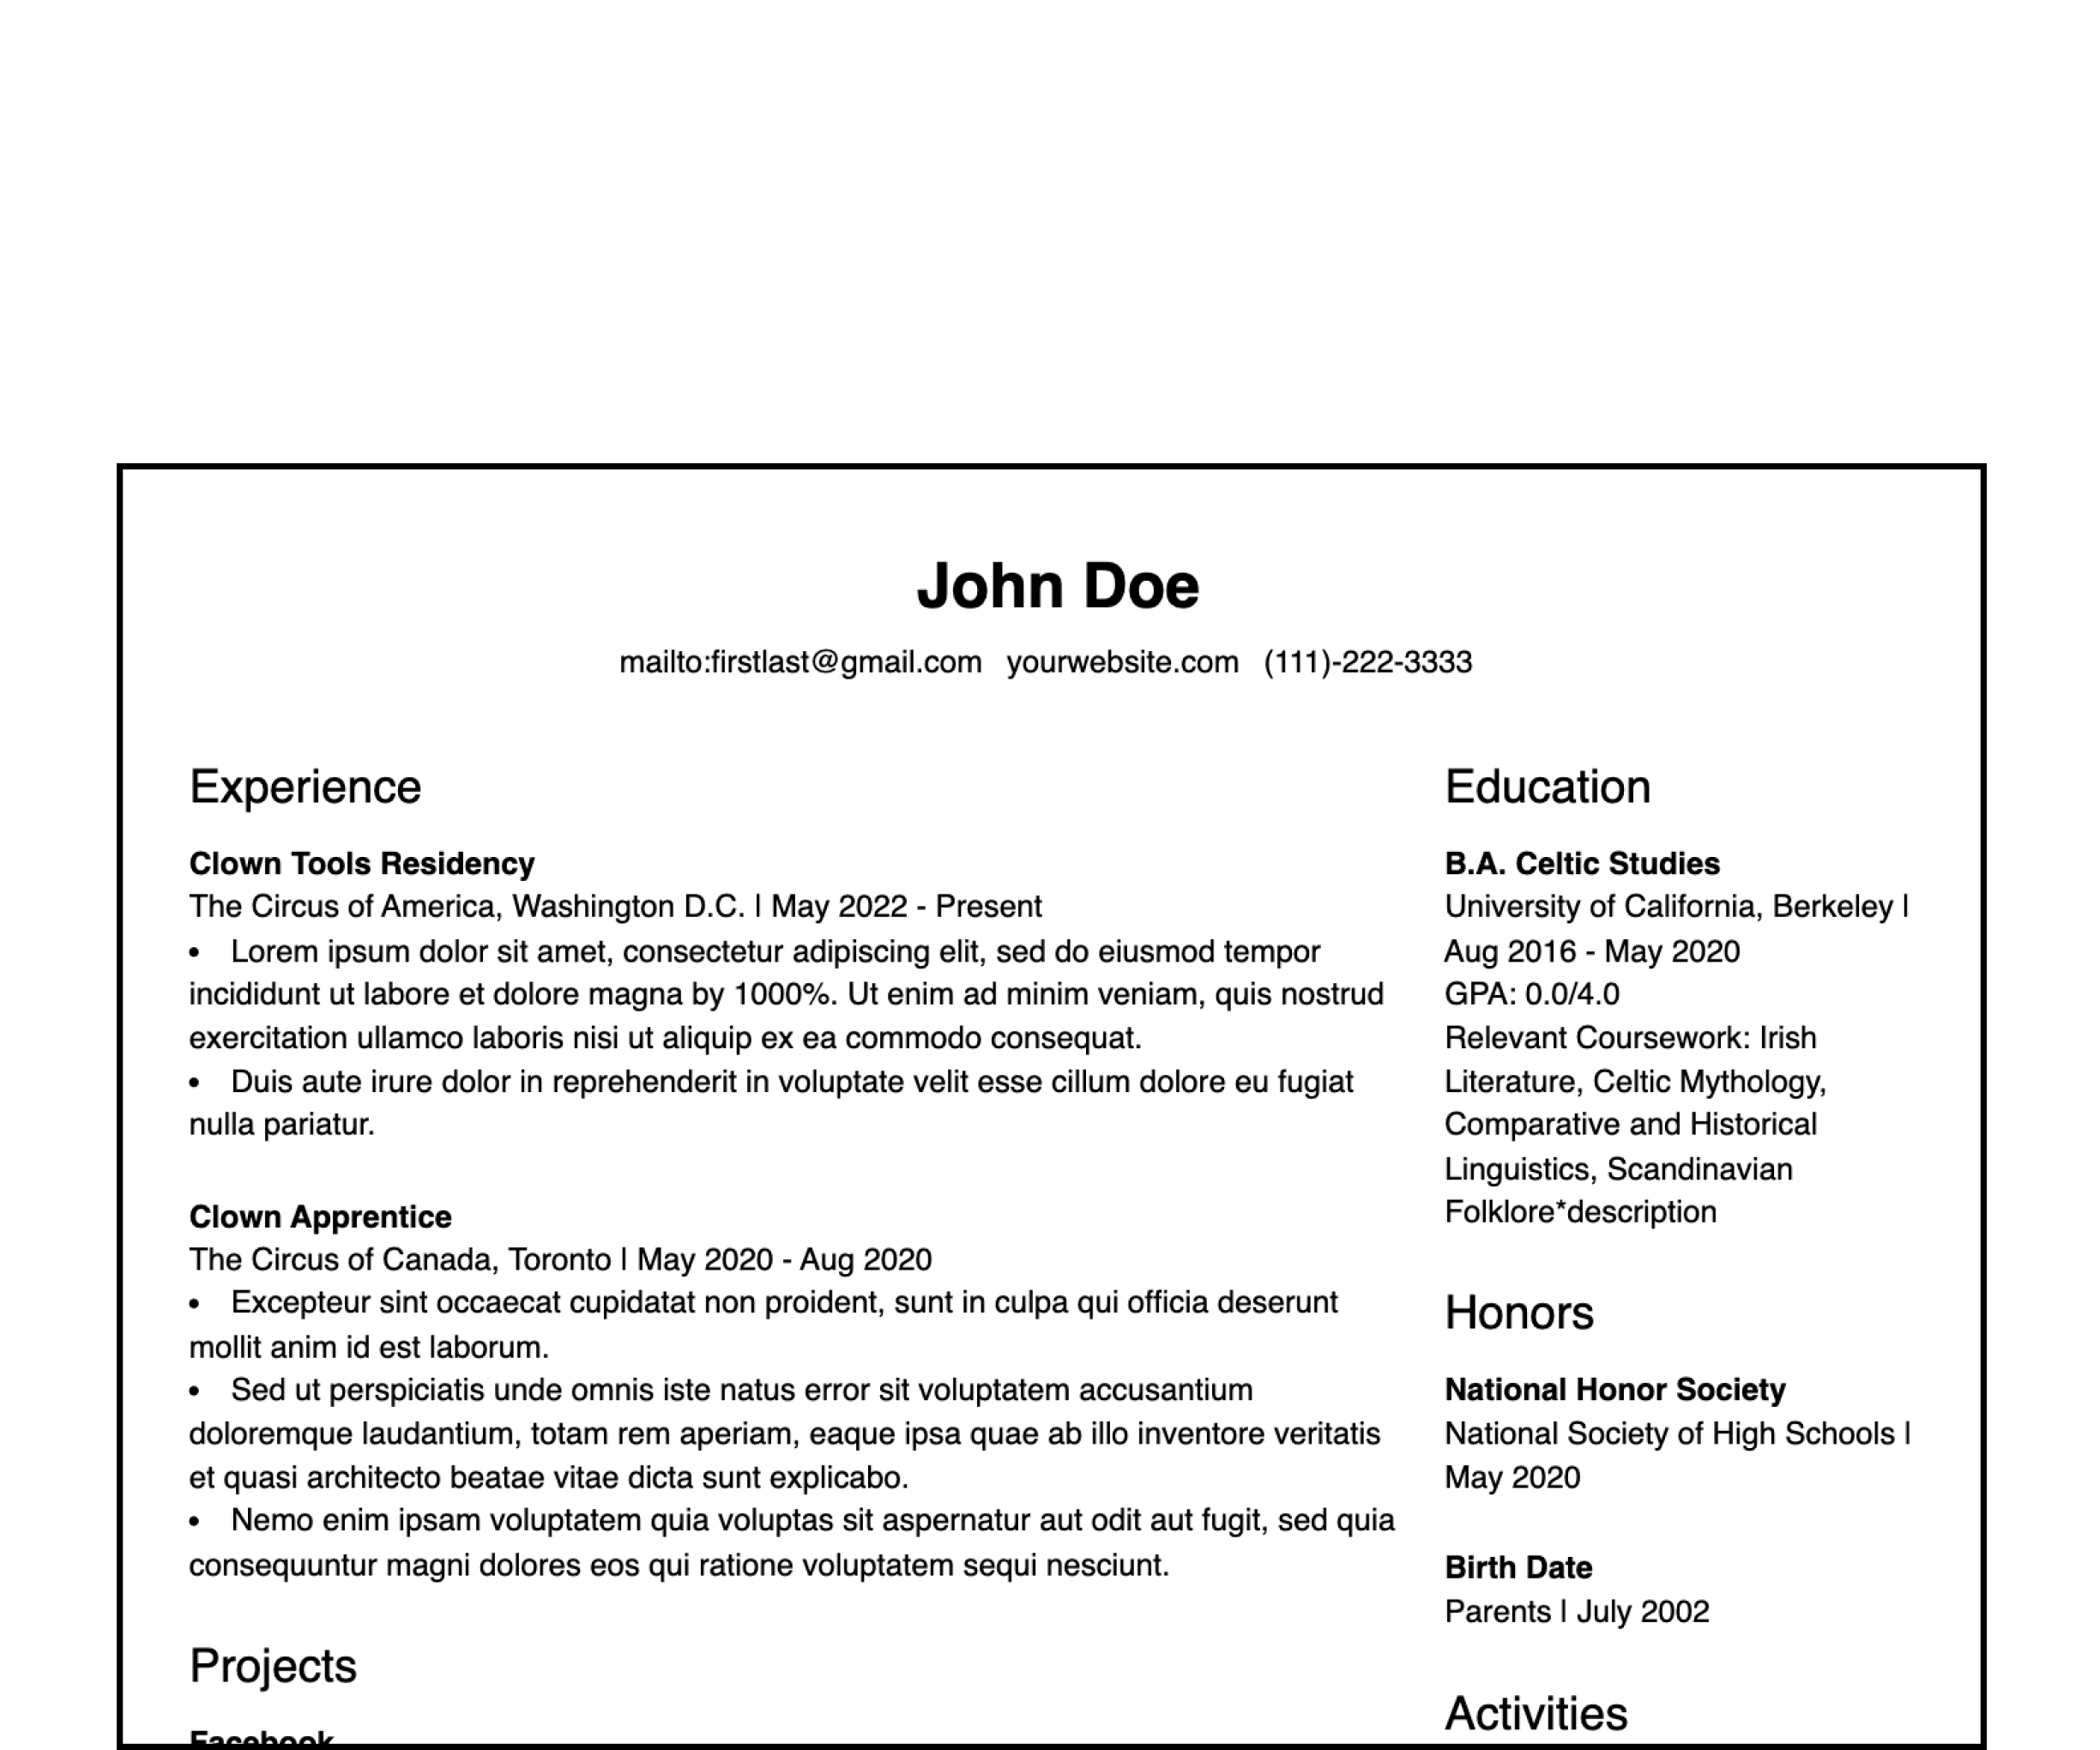 John Doe
mailto:firstlast@gmail.com yourwebsite.com (111)-222-3333
Experience
Clown Tools Residency
The Circus of America, Washington D.C. | May 2022 - Present
• Lorem ipsum dolor sit amet, consectetur adipiscing elit, sed do eiusmod tempor
incididunt ut labore et dolore magna by 1000%. Ut enim ad minim veniam, quis nostrud
exercitation ullamco laboris nisi ut aliquip ex ea commodo consequat.
• Duis aute irure dolor in reprehenderit in voluptate velit esse cillum dolore eu fugiat
nulla pariatur.
Clown Apprentice
The Circus of Canada, Toronto | May 2020 - Aug 2020
• Excepteur sint occaecat cupidatat non proident, sunt in culpa qui officia deserunt
mollit anim id est laborum.
• Sed ut perspiciatis unde omnis iste natus error sit voluptatem accusantium
doloremque laudantium, totam rem aperiam, eaque ipsa quae ab illo inventore veritatis
et quasi architecto beatae vitae dicta sunt explicabo.
• Nemo enim ipsam voluptatem quia voluptas sit aspernatur aut odit aut fugit, sed quia
consequuntur magni dolores eos qui ratione voluptatem sequi nesciunt.
Projects
Facebook
Education
B.A. Celtic Studies
University of California, Berkeley |
Aug 2016 - May 2020
GPA: 0.0/4.0
Relevant Coursework: Irish
Literature, Celtic Mythology,
Comparative and Historical
Linguistics, Scandinavian
Folklore*description
Honors
National Honor Society
National Society of High Schools |
May 2020
Birth Date
Parents | July 2002
Activities